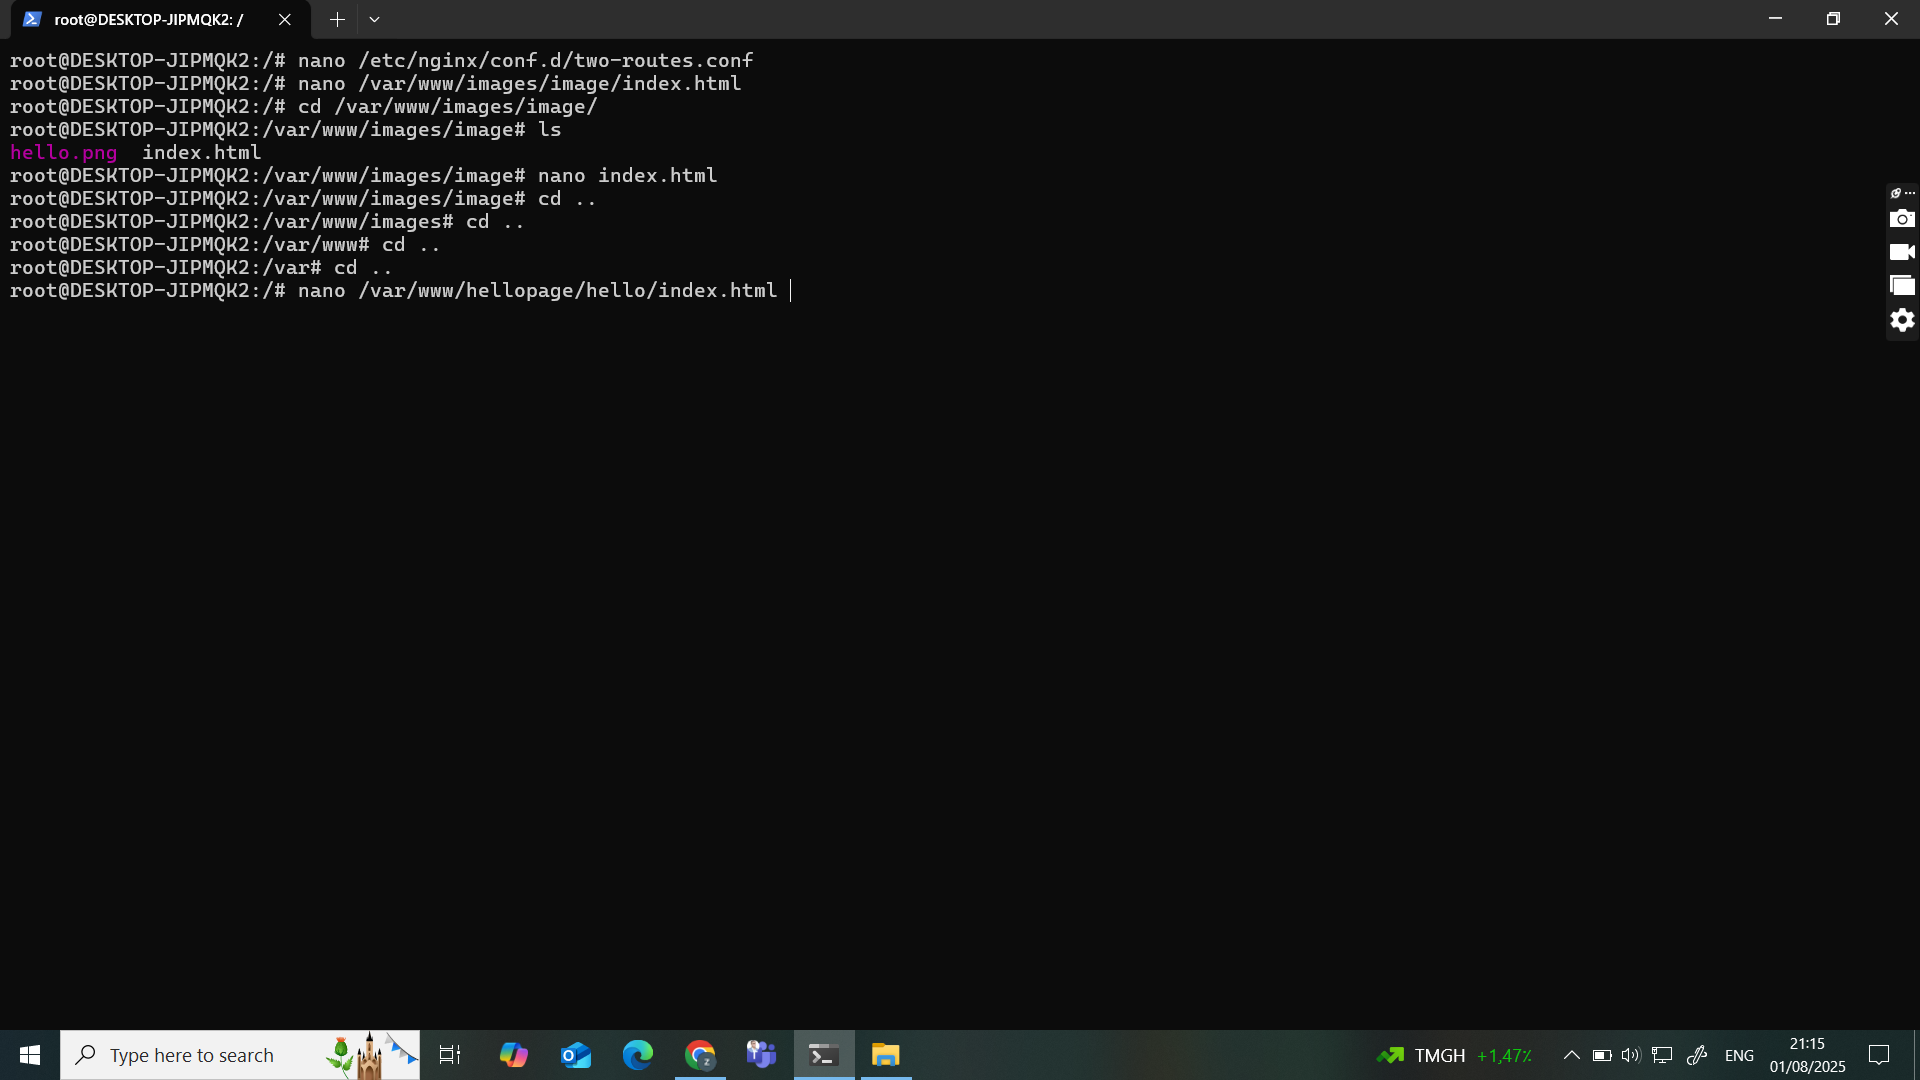 root@DESKTOP-JIPMQK2: /
root@DESKTOP-JIPMQK2:/# nano /etc/nginx/conf.d/two-routes.conf
root@DESKTOP-JIPMQK2:/# nano /var/www/images/image/index.html
root@DESKTOP-JIPMQK2:/# cd /var/www/images/image/
root@DESKTOP-JIPMQK2:/var/www/images/image# ls
hello.png  index.html
root@DESKTOP-JIPMQK2:/var/www/images/image# nano index.html
root@DESKTOP-JIPMQK2:/var/www/images/image# cd ..
root@DESKTOP-JIPMQK2:/var/www/images# cd ..
root@DESKTOP-JIPMQK2:/var/www# cd ..
root@DESKTOP-JIPMQK2:/var# cd ..
root@DESKTOP-JIPMQK2:/# nano /var/www/hellopage/hello/index.html
Type here to search
TMGH +1,47%
ENG
21:15
01/08/2025